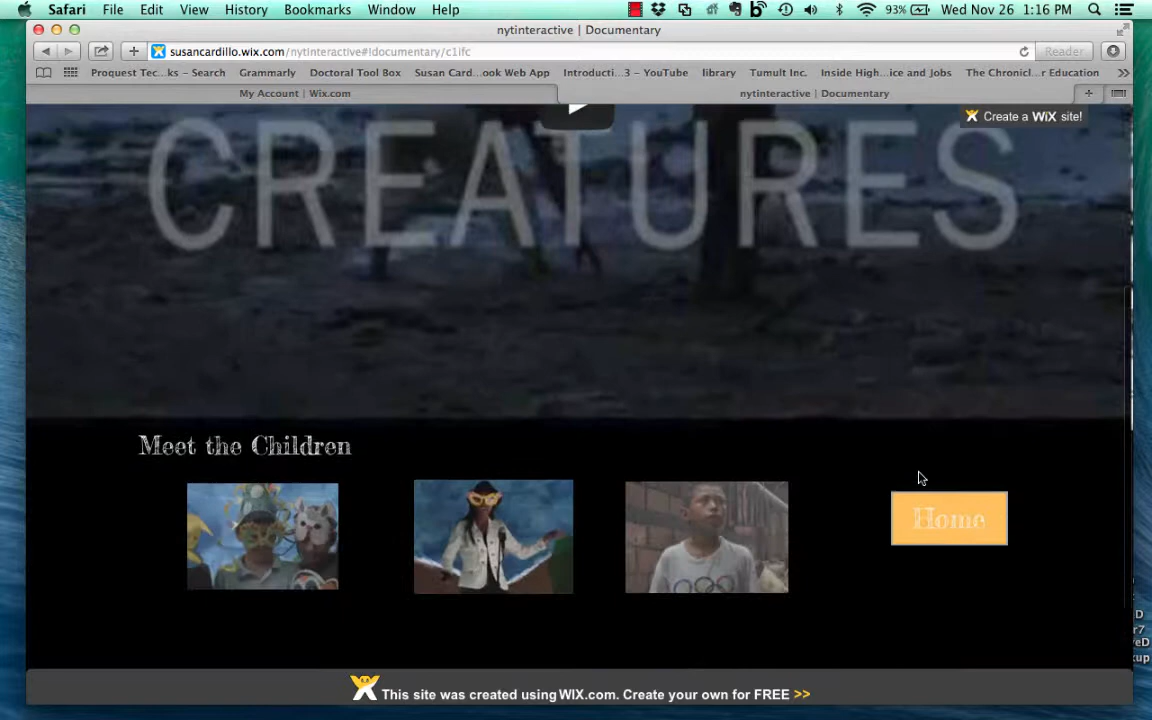 Safari File Edit View History Bookmarks Window Help 93% Wed Nov 26 1:16 PM
nytinteractive | Documentary
susancardillo.wix.com/nytinteractive#!documentary/c1ifc Reader
Proquest Tec...ks – Search Grammarly Doctoral Tool Box Susan Card...ook Web App Introducti...3 – YouTube library Tumult Inc. Inside High...ice and Jobs The Chronicl...r Education >>
My Account | Wix.com nytinteractive | Documentary +
Create a WiX site!
CREATURES
Meet the Children
Home
This site was created using WIX.com. Create your own for FREE >>